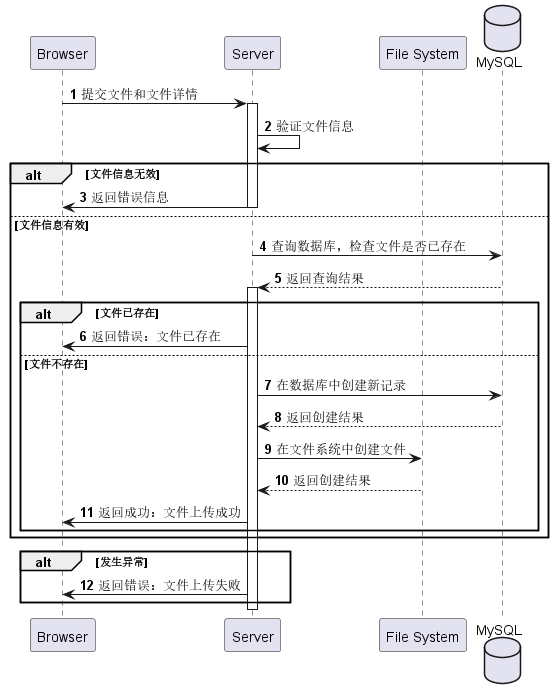 MySQL
Browser
Server
File System
1 提交文件和文件详情
2 验证文件信息
alt [文件信息无效]
3 返回错误信息
[文件信息有效]
4 查询数据库，检查文件是否已存在
5 返回查询结果
alt [文件已存在]
6 返回错误：文件已存在
[文件不存在]
7 在数据库中创建新记录
8 返回创建结果
9 在文件系统中创建文件
10 返回创建结果
11 返回成功：文件上传成功
alt [发生异常]
12 返回错误：文件上传失败
Browser
Server
File System
MySQL